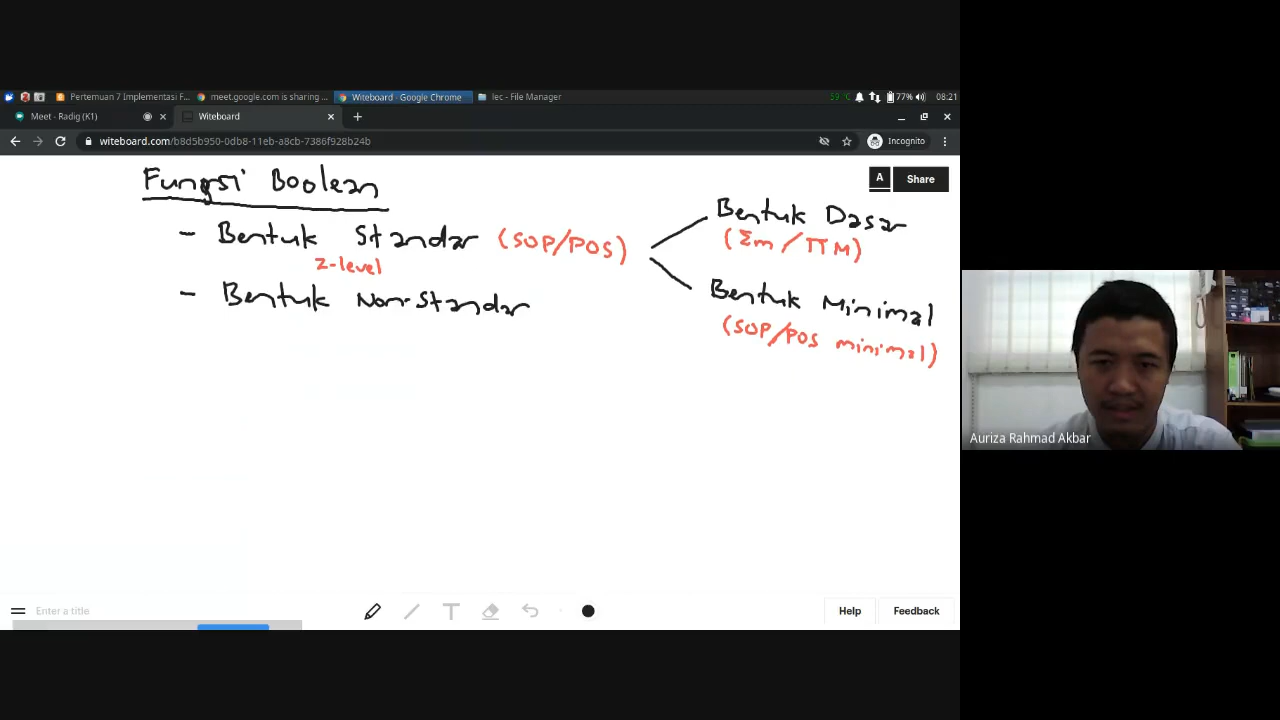 Pertemuan 7 Implementasi F... meet.google.com is sharing ... Witeboard - Google Chrome lec - File Manager 59 °C 77% 08:21
Meet - Radig (K1) Witeboard
witeboard.com/b8d5b950-0db8-11eb-a8cb-7386f928b24b Incognito
Fungsi Boolean
A Share
- Bentuk Standar (SOP/POS)
2-level
- Bentuk Non-Standar
Bentuk Dasar
(Σm / ΠM)
Bentuk Minimal
(SOP/POS minimal)
Auriza Rahmad Akbar
Enter a title
T
Help Feedback